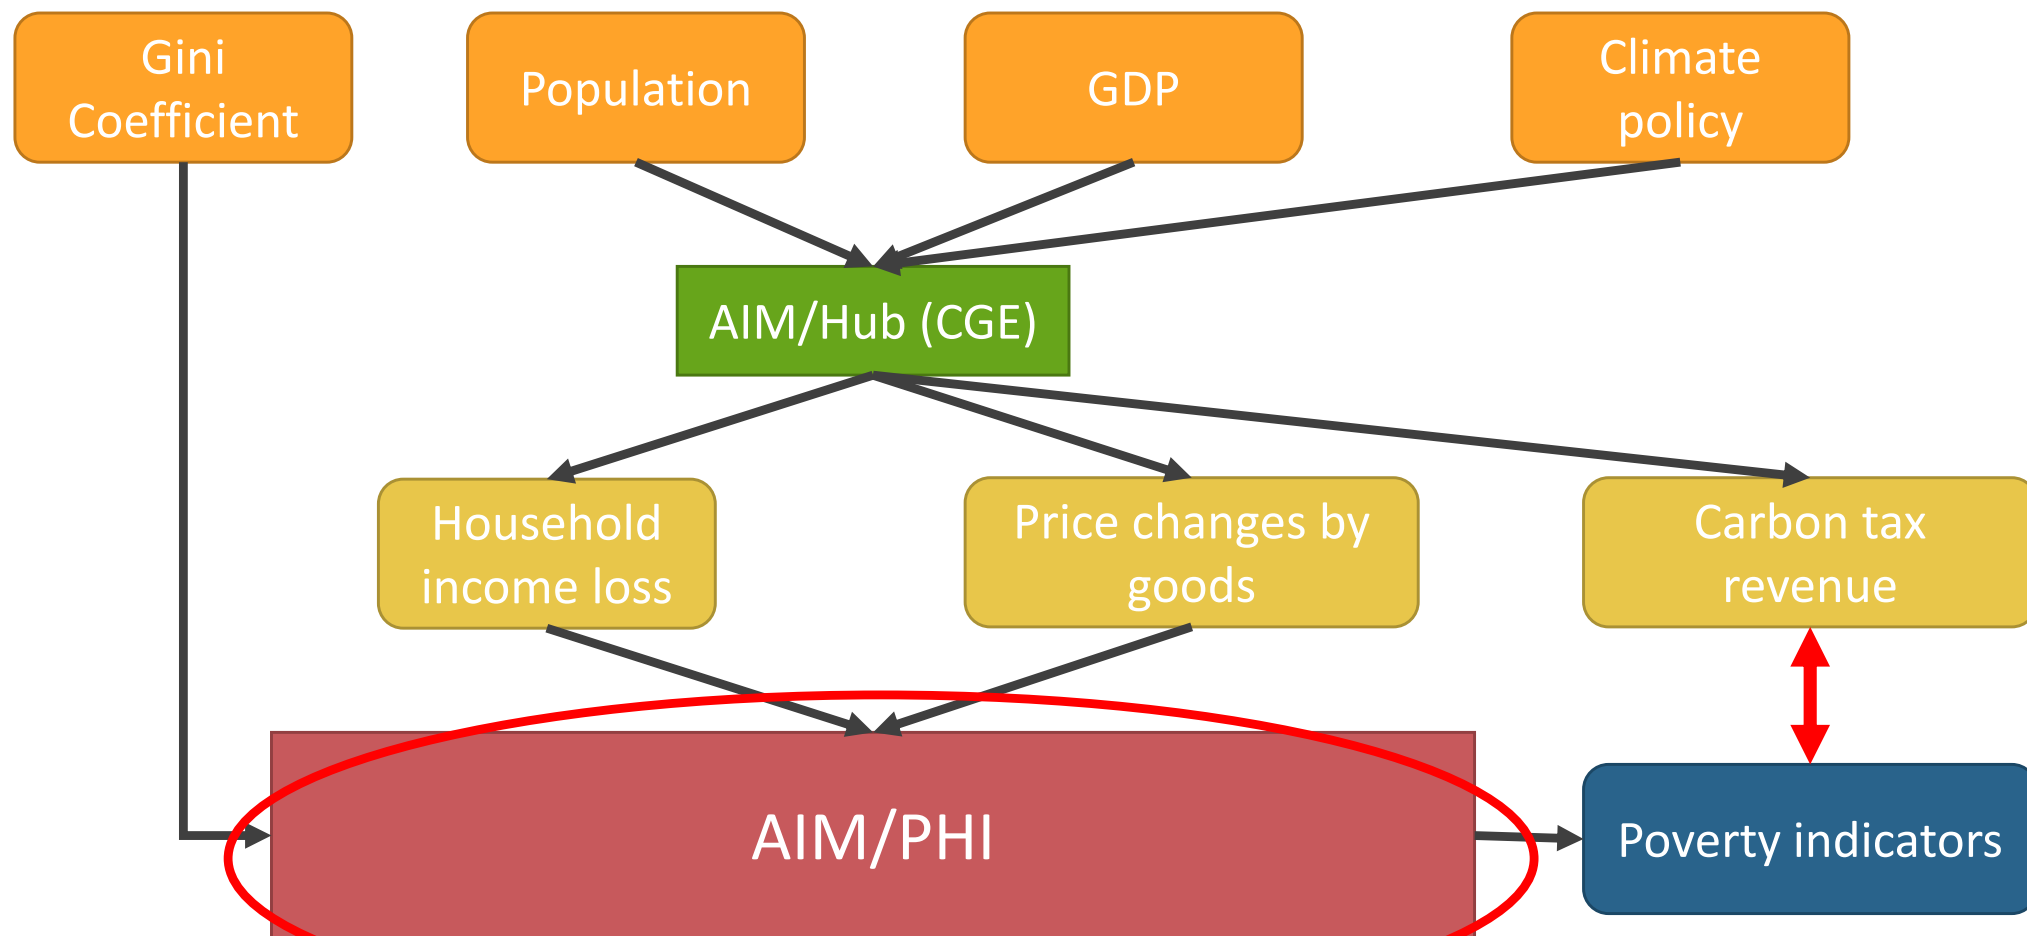 Gini
Coefficient
Population
GDP
Climate
policy
AIM/Hub (CGE)
Household
income loss
Price changes by
goods
Carbon tax
revenue
AIM/PHI
Poverty indicators